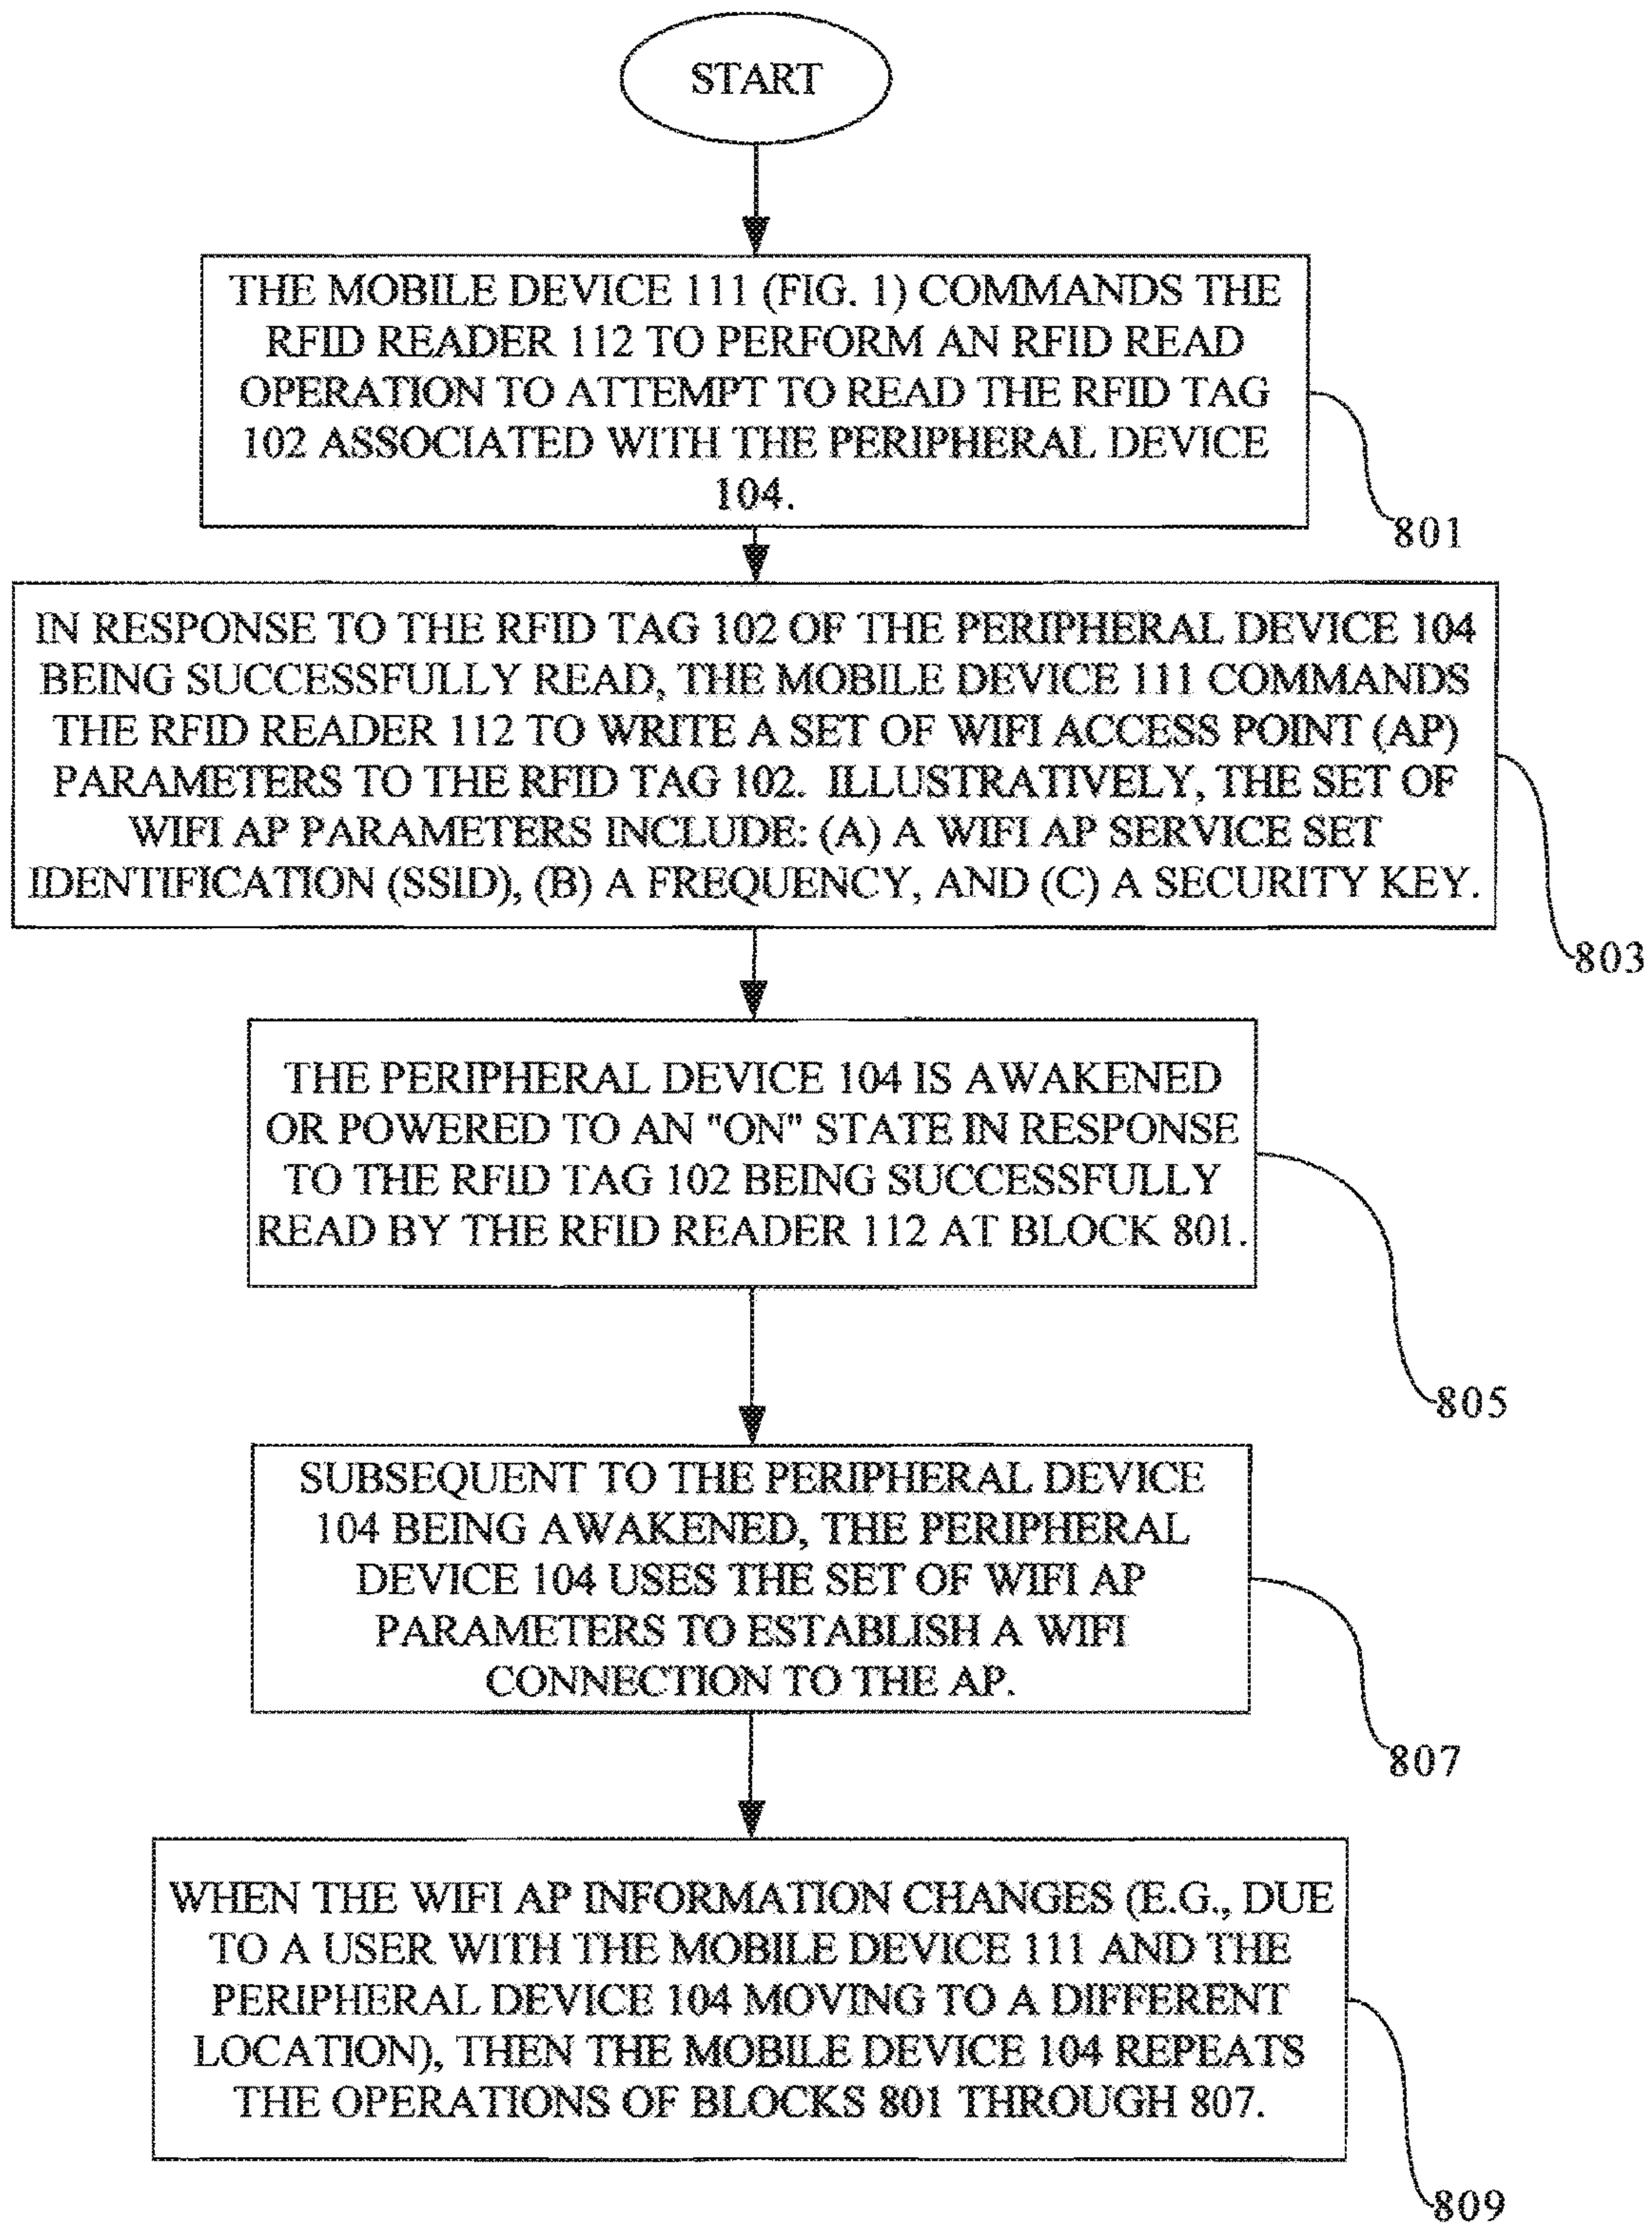 START
THE MOBILE DEVICE 111 (FIG. 1) COMMANDS THE
RFID READER 112 TO PERFORM AN RFID READ
OPERATION TO ATTEMPT TO READ THE RFID TAG
102 ASSOCIATED WITH THE PERIPHERAL DEVICE
104.
801
IN RESPONSE TO THE RFID TAG 102 OF THE PERIPHERAL DEVICE 104
BEING SUCCESSFULLY READ, THE MOBILE DEVICE 111 COMMANDS
THE RFID READER 112 TO WRITE A SET OF WIFI ACCESS POINT (AP)
PARAMETERS TO THE RFID TAG 102. ILLUSTRATIVELY, THE SET OF
WIFI AP PARAMETERS INCLUDE: (A) A WIFI AP SERVICE SET
IDENTIFICATION (SSID), (B) A FREQUENCY, AND (C) A SECURITY KEY.
803
THE PERIPHERAL DEVICE 104 IS AWAKENED
OR POWERED TO AN "ON" STATE IN RESPONSE
TO THE RFID TAG 102 BEING SUCCESSFULLY
READ BY THE RFID READER 112 AT BLOCK 801.
805
SUBSEQUENT TO THE PERIPHERAL DEVICE
104 BEING AWAKENED, THE PERIPHERAL
DEVICE 104 USES THE SET OF WIFI AP
PARAMETERS TO ESTABLISH A WIFI
CONNECTION TO THE AP.
807
WHEN THE WIFI AP INFORMATION CHANGES (E.G., DUE
TO A USER WITH THE MOBILE DEVICE 111 AND THE
PERIPHERAL DEVICE 104 MOVING TO A DIFFERENT
LOCATION), THEN THE MOBILE DEVICE 104 REPEATS
THE OPERATIONS OF BLOCKS 801 THROUGH 807.
809